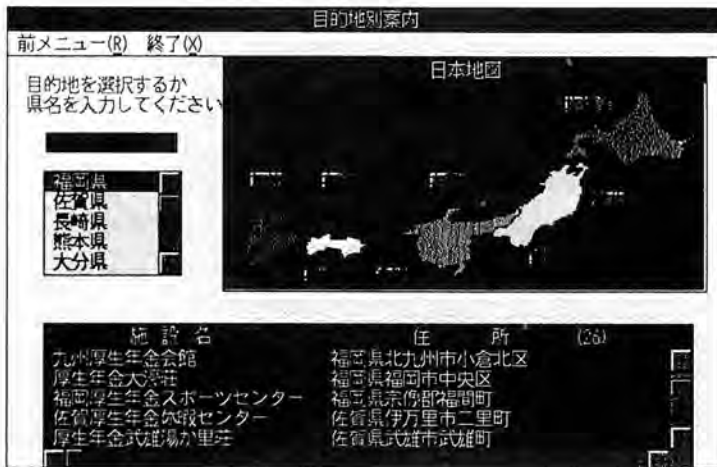 目的地別案内
前メニュー(R) 終了(X)
目的地を選択するか
県名を入力してください
日本地図
福岡県
佐賀県
長崎県
熊本県
大分県
施設名 住所 (26)
九州厚生年金会館 福岡県北九州市小倉北区
厚生年金 福岡県福岡市中央区
福岡厚生年金スポーツセンター 福岡県宗像郡福間町
佐賀厚生年金休暇センター 佐賀県伊万里市二里町
厚生年金武雄湯か里荘 佐賀県武雄市武雄町